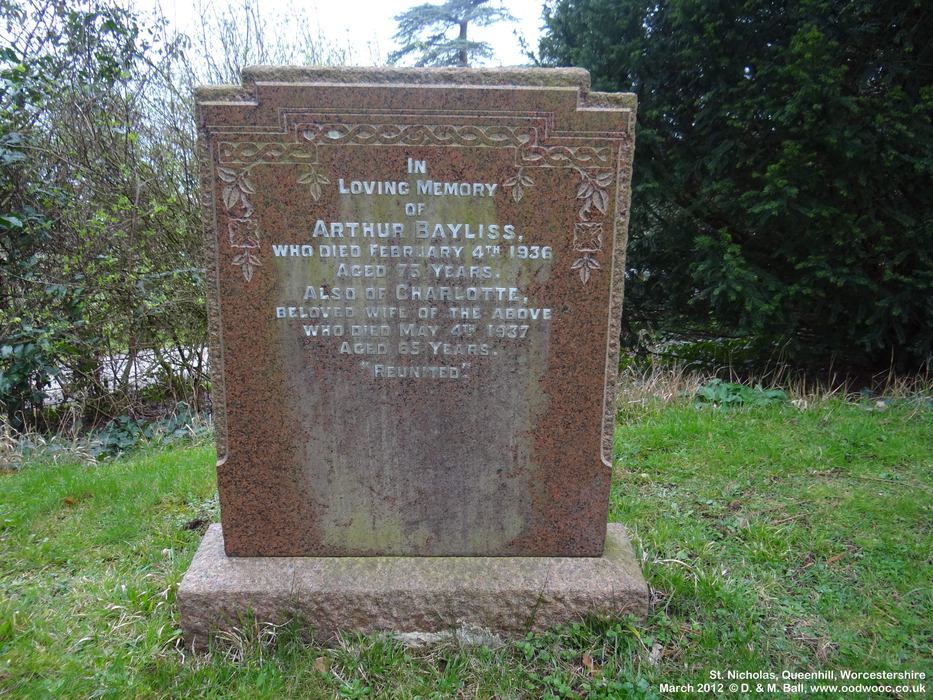 IN
LOVING MEMORY
OF
ARTHUR BAYLISS,
WHO DIED FEBRUARY 4TH 1936
AGED 75 YEARS.
ALSO OF CHARLOTTE,
BELOVED WIFE OF THE ABOVE
WHO DIED MAY 4TH 1937
AGED 65 YEARS.
"REUNITED".
St. Nicholas, Queenhill, Worcestershire
March 2012 © D. & M. Ball, www.oodwooc.co.uk